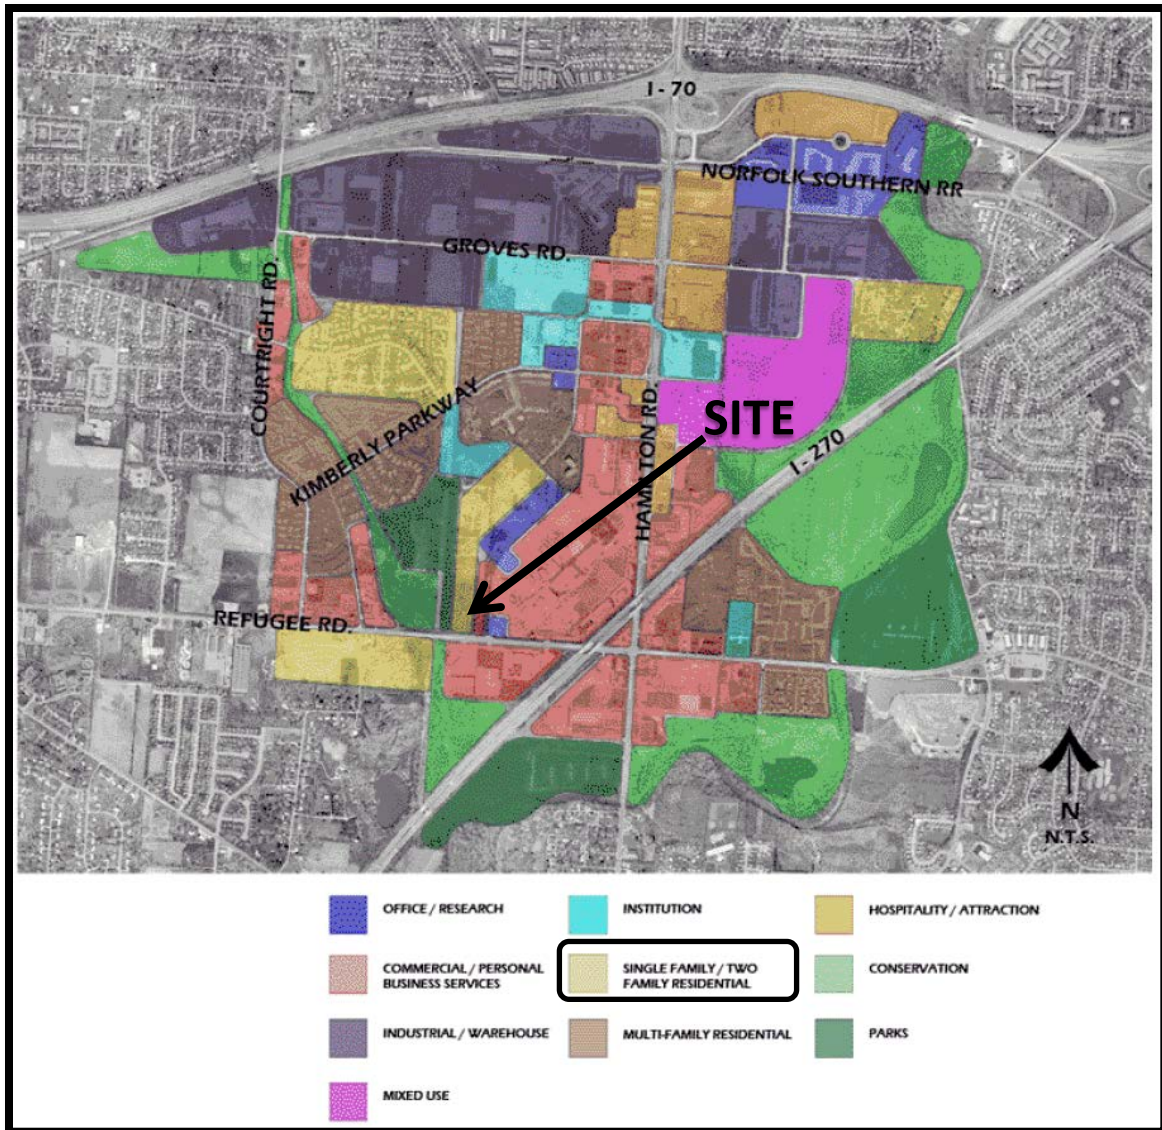 I - 70
NORFOLK SOUTHERN RR
GROVES RD.
COURTRIGHT RD.
KIMBERLY PARKWAY
HAMILTON RD.
SITE
I - 270
REFUGEE RD.
N
N.T.S.
OFFICE / RESEARCH
INSTITUTION
HOSPITALITY / ATTRACTION
COMMERCIAL / PERSONAL
BUSINESS SERVICES
SINGLE FAMILY / TWO
FAMILY RESIDENTIAL
CONSERVATION
INDUSTRIAL / WAREHOUSE
MULTI-FAMILY RESIDENTIAL
PARKS
MIXED USE